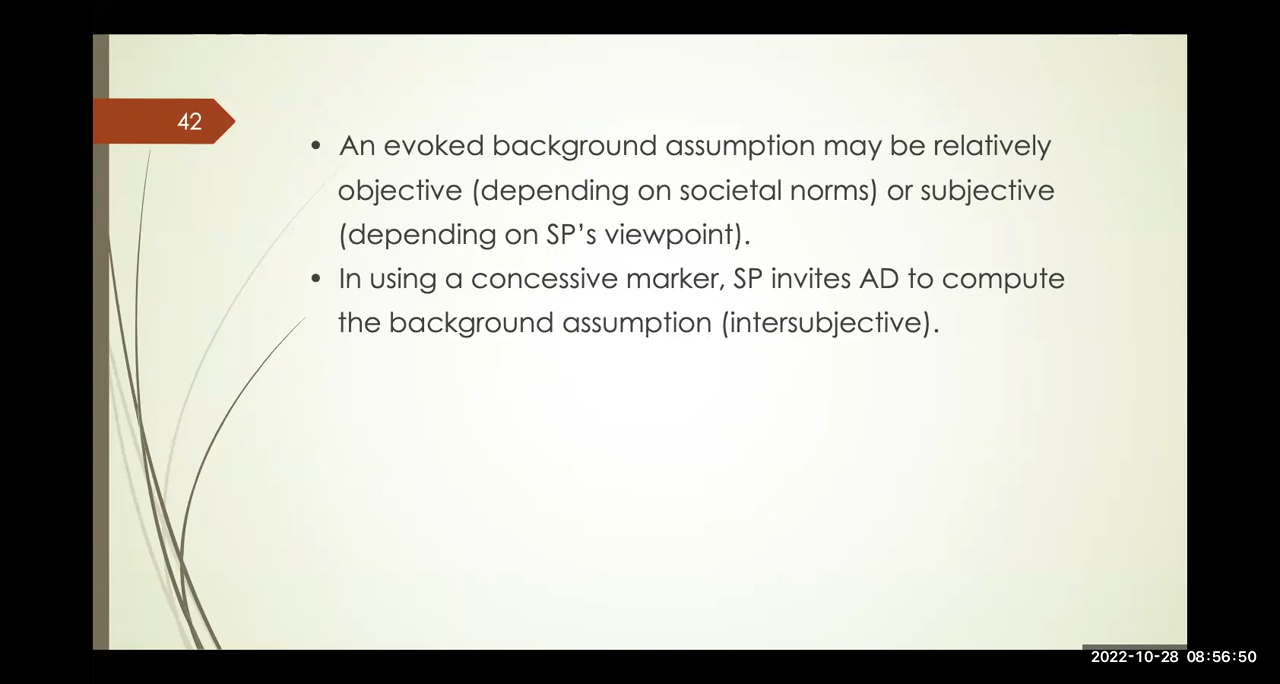 42
• An evoked background assumption may be relatively
objective (depending on societal norms) or subjective
(depending on SP’s viewpoint).
• In using a concessive marker, SP invites AD to compute
the background assumption (intersubjective).
2022-10-28 08:56:50